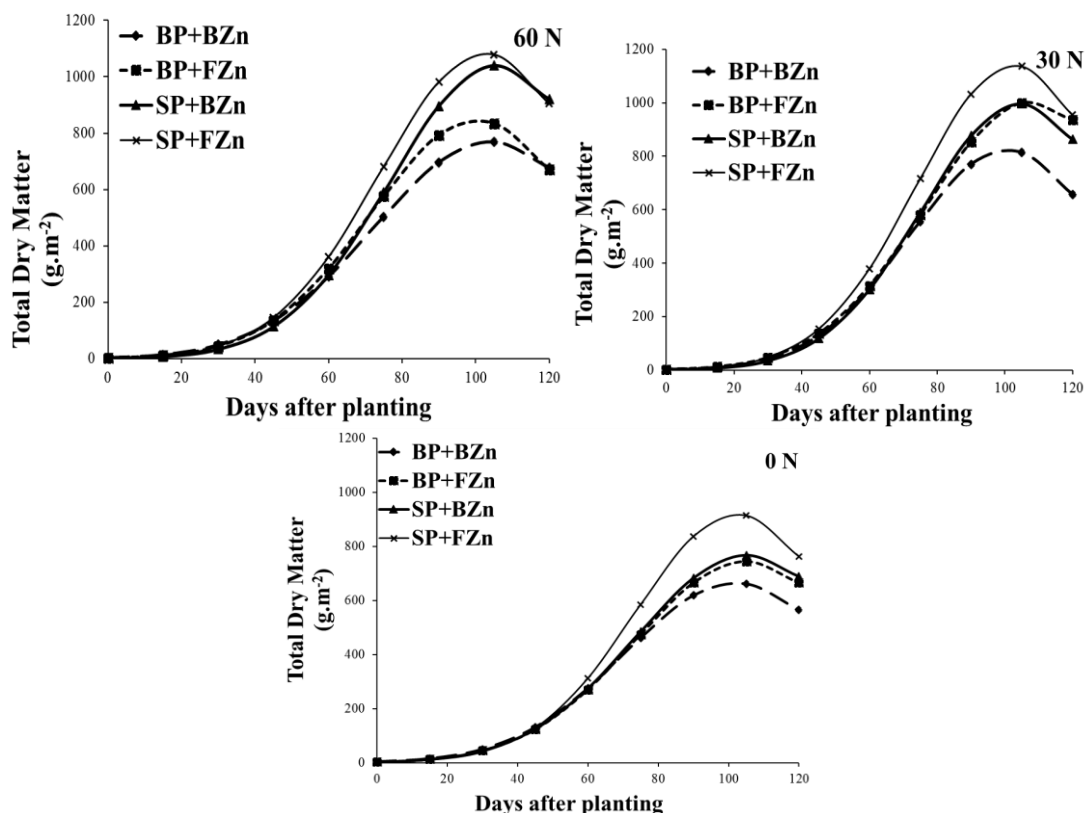 1200
1000
800
600
400
200
0
0
20
40
60
80
100
120
Total Dry Matter
(g.m-2)
Days after planting
BP+BZn
BP+FZn
SP+BZn
SP+FZn
60 N
1200
1000
800
600
400
200
0
0
20
40
60
80
100
120
Total Dry Matter
(g.m-2)
Days after planting
BP+BZn
BP+FZn
SP+BZn
SP+FZn
30 N
1200
1000
800
600
400
200
0
0
20
40
60
80
100
120
Total Dry Matter
(g.m-2)
Days after planting
BP+BZn
BP+FZn
SP+BZn
SP+FZn
0 N